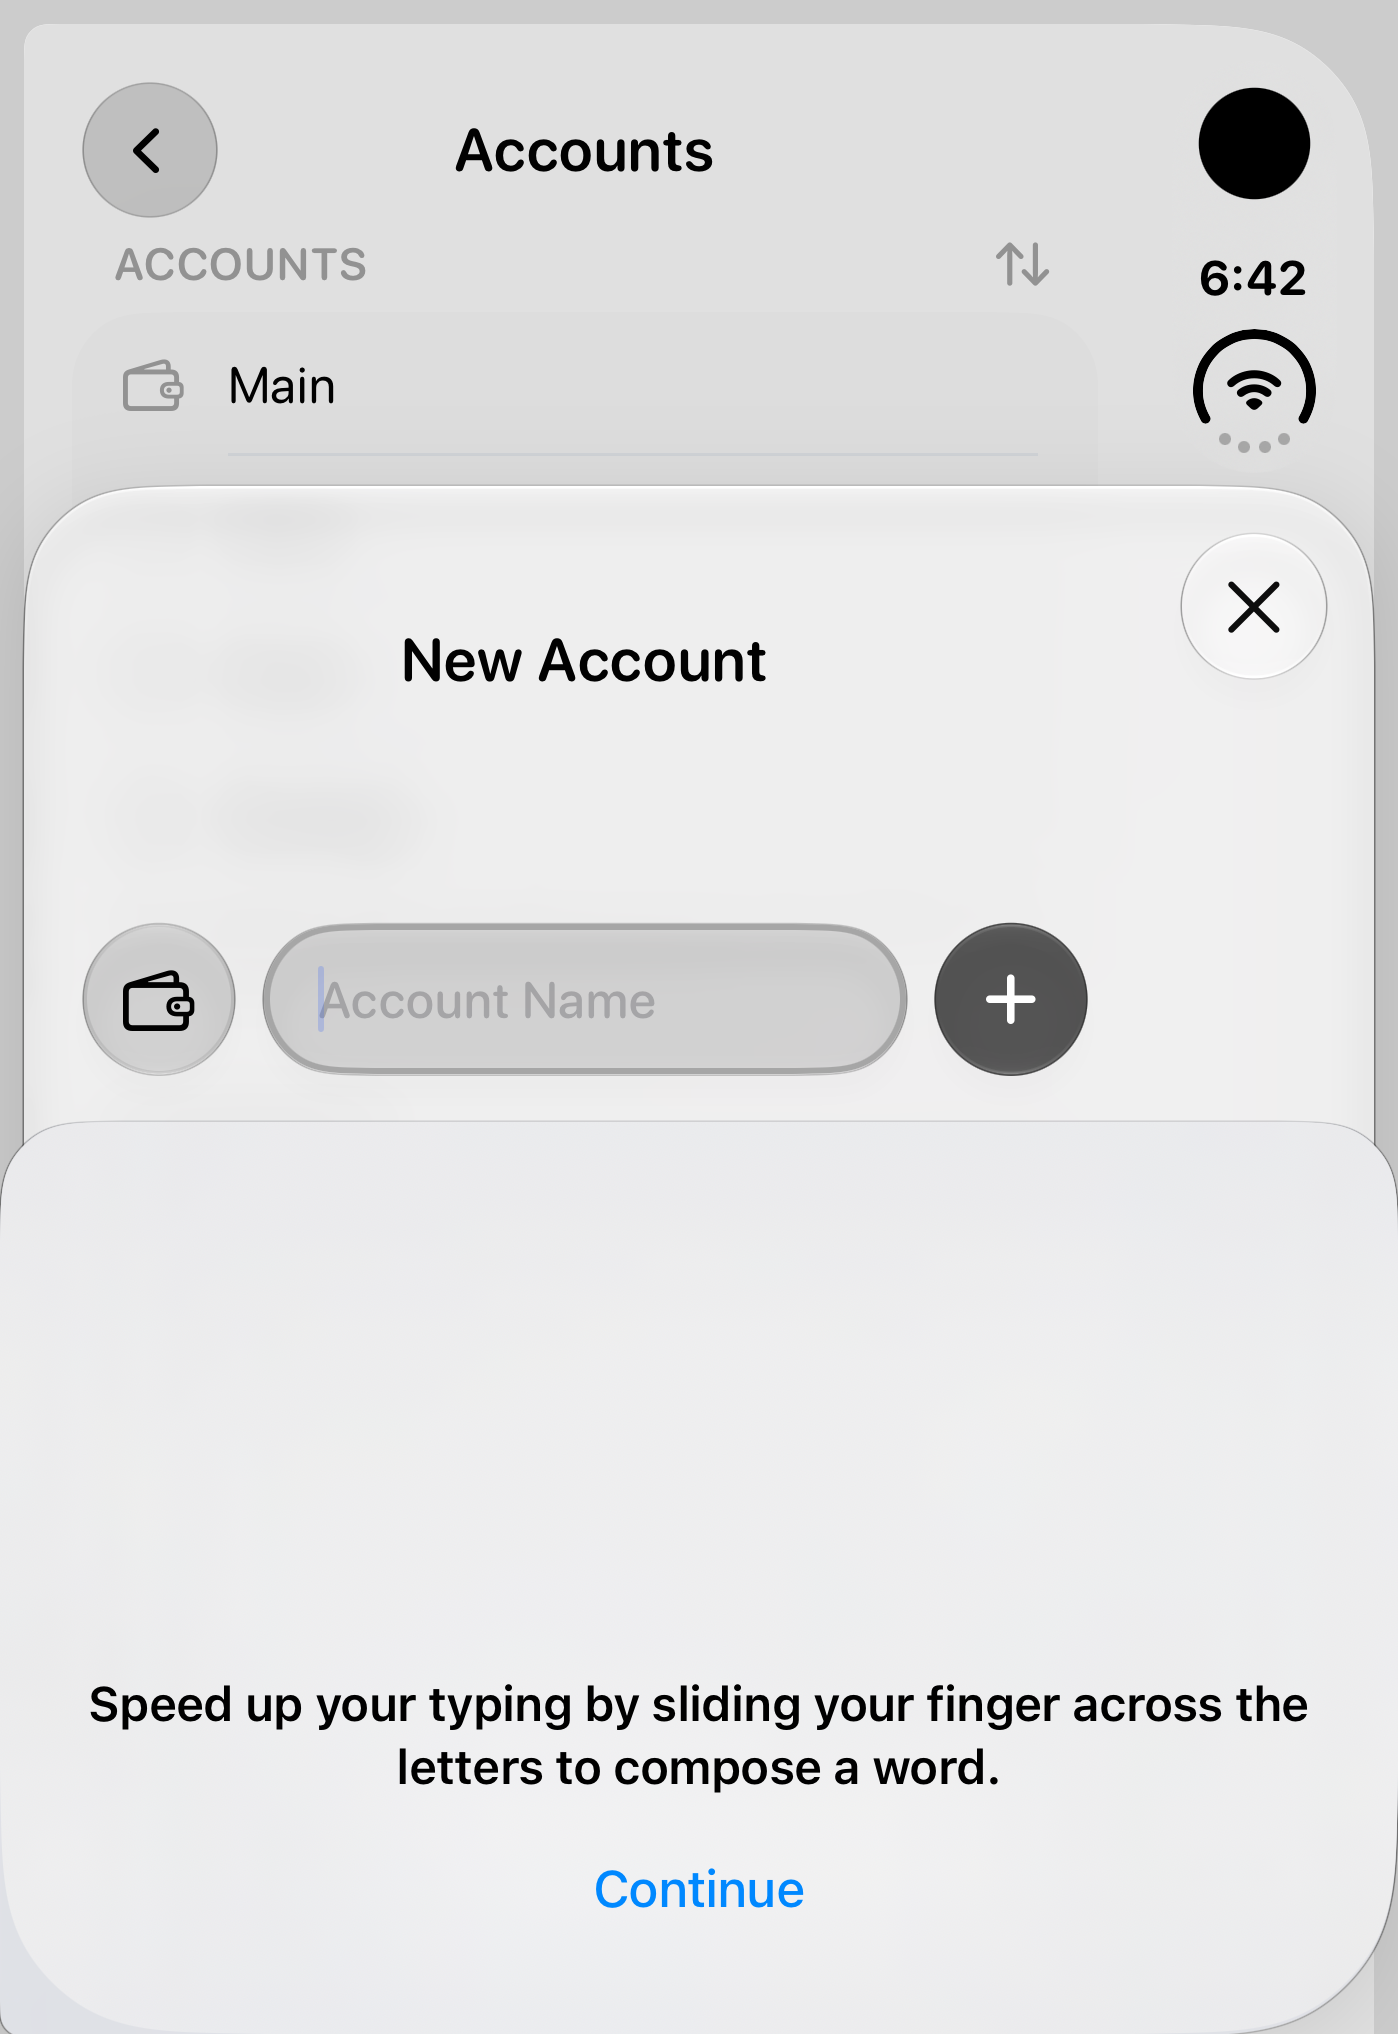 Accounts
ACCOUNTS
6:42
Main
New Account
Account Name
Speed up your typing by sliding your finger across the
letters to compose a word.
Continue